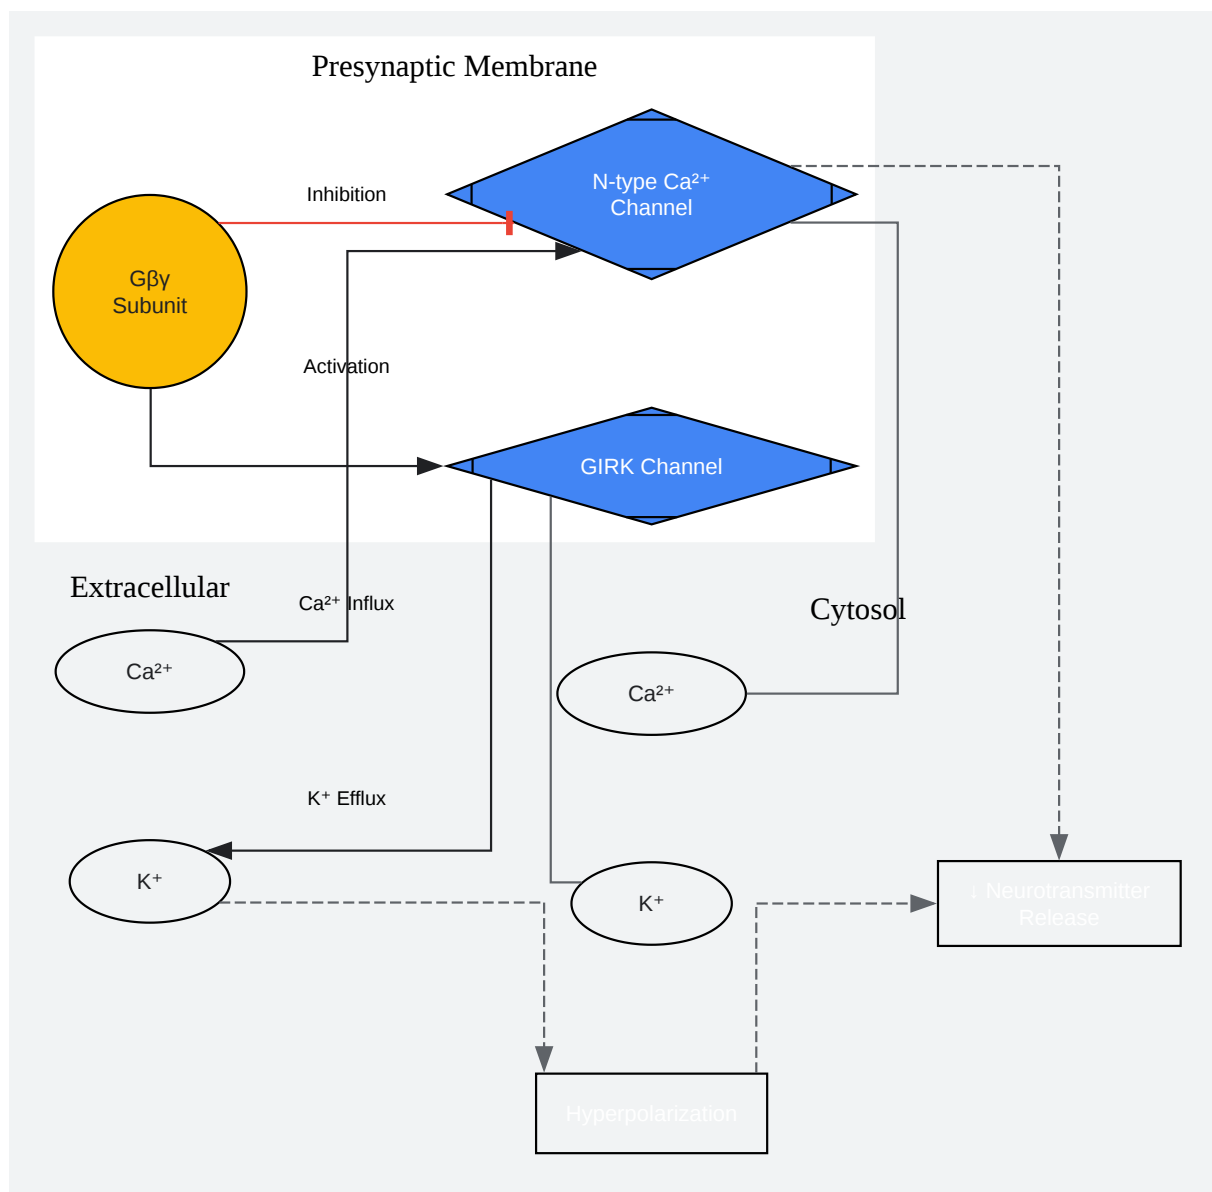 Presynaptic Membrane
N-type Ca²⁺
Channel
Inhibition
Gβγ
Subunit
Activation
GIRK Channel
Extracellular
Ca²⁺ Influx
Cytosol
Ca²⁺
Ca²⁺
K⁺ Efflux
K⁺
K⁺
↓ Neurotransmitter
Release
Hyperpolarization